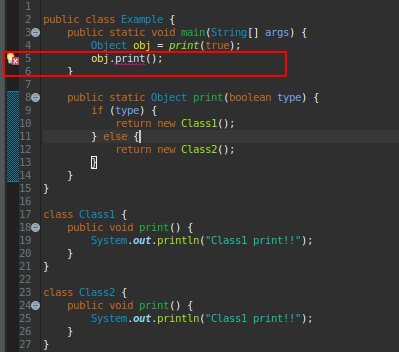 1
2 public class Example {
3 public static void main(String[] args) {
4 Object obj = print(true);
5 obj.print();
6 }
7
8 public static Object print(boolean type) {
9 if (type) {
10 return new Class1();
11 } else {
12 return new Class2();
13 }
14 }
15 }
16
17 class Class1 {
18 public void print() {
19 System.out.println("Class1 print!!");
20 }
21 }
22
23 class Class2 {
24 public void print() {
25 System.out.println("Class1 print!!");
26 }
27 }